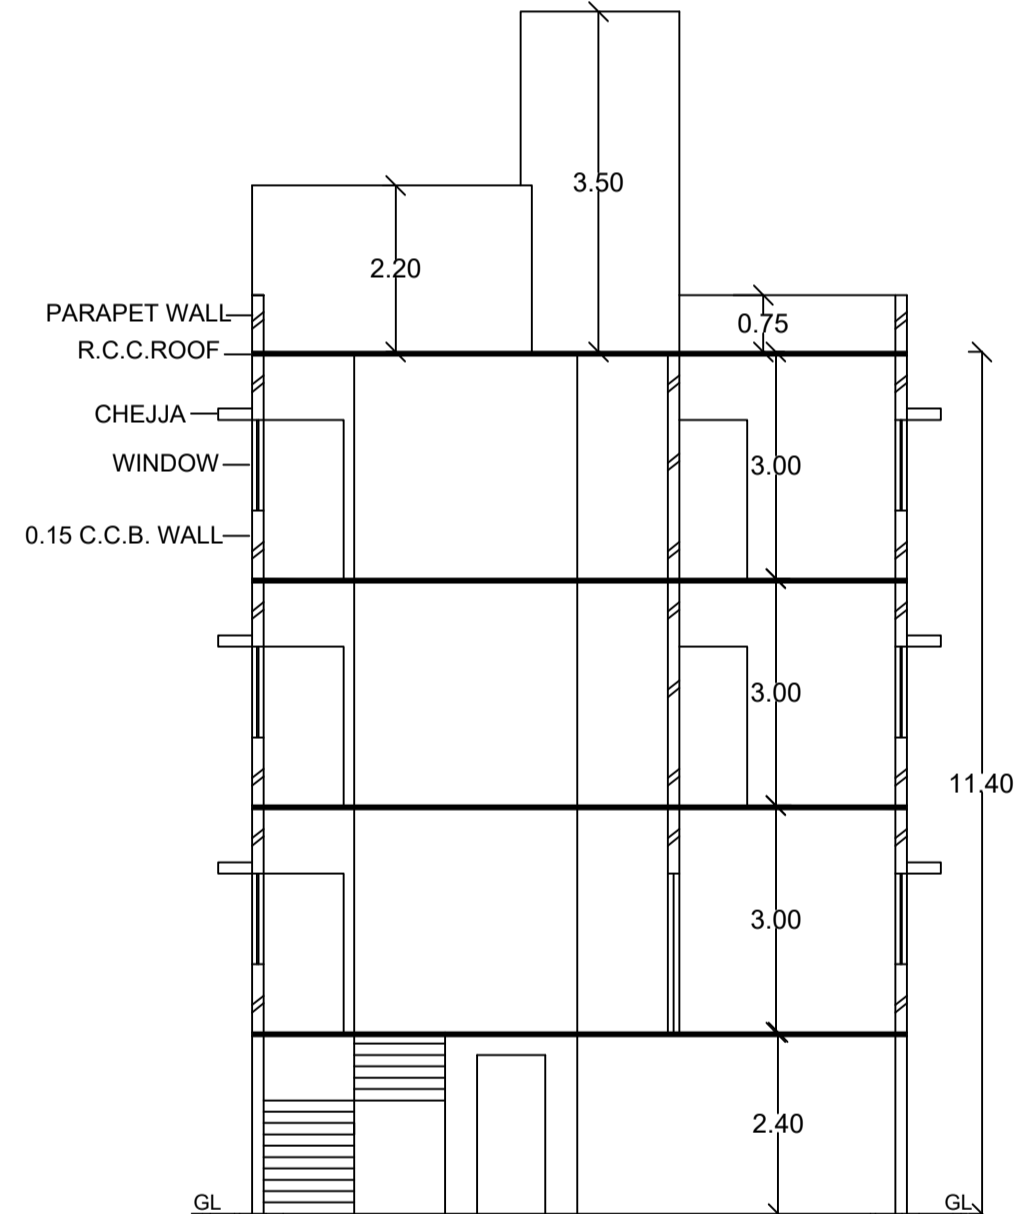 3.50
2.20
PARAPET WALL
0.75
R.C.C.ROOF
CHEJJA
WINDOW
3.00
0.15 C.C.B. WALL
3.00
11.40
3.00
2.40
GL
GL